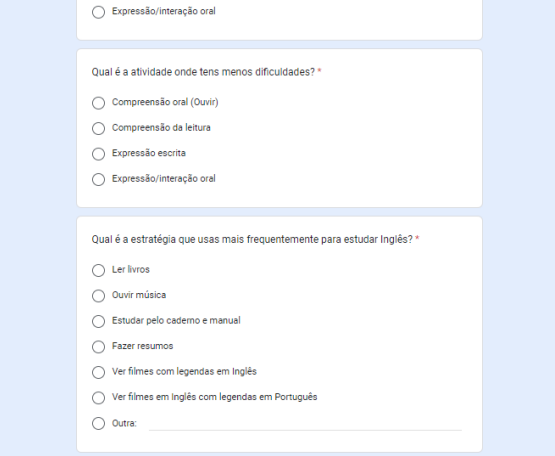 Expressão/interação oral
Qual é a atividade onde tens menos dificuldades? *
Compreensão oral (Ouvir)
Compreensão da leitura
Expressão escrita
Expressão/interação oral
Qual é a estratégia que usas mais frequentemente para estudar Inglês? *
Ler livros
Ouvir música
Estudar pelo caderno e manual
Fazer resumos
Ver filmes com legendas em Inglês
Ver filmes em Inglês com legendas em Português
Outra: